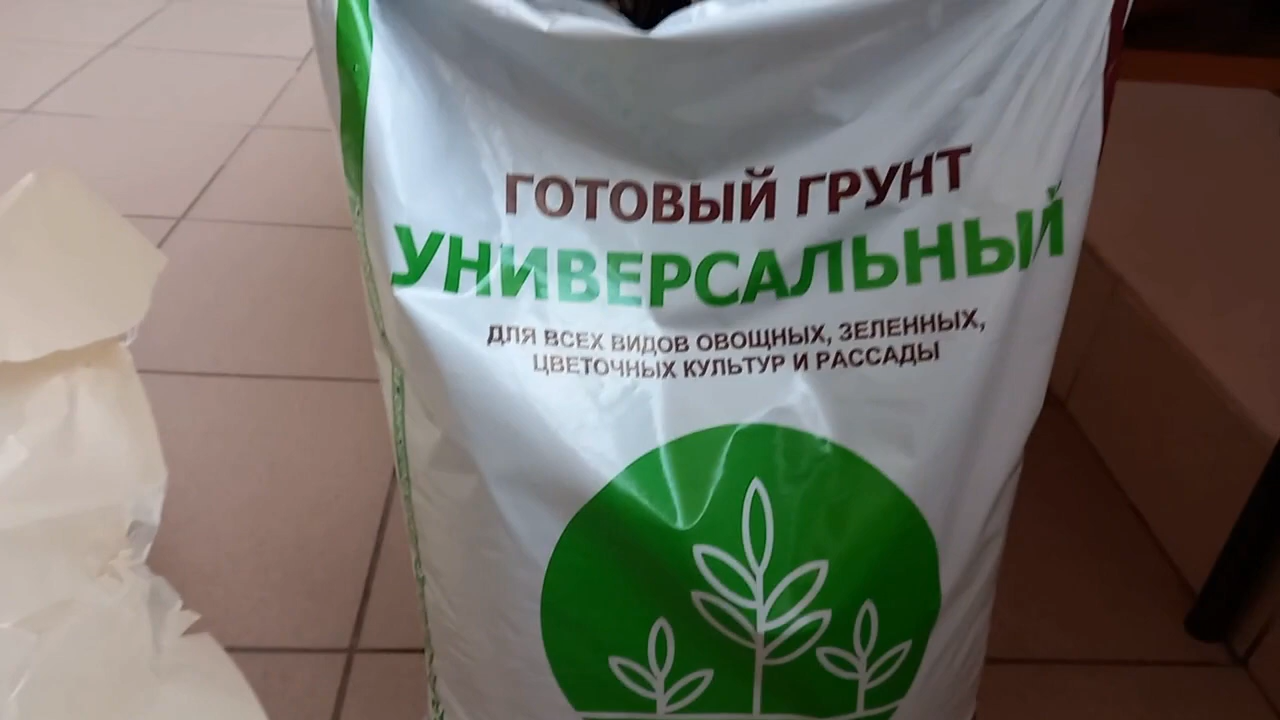 ГОТОВЫЙ ГРУНТ
УНИВЕРСАЛЬНЫЙ
ДЛЯ ВСЕХ ВИДОВ ОВОЩНЫХ, ЗЕЛЕННЫХ,
ЦВЕТОЧНЫХ КУЛЬТУР И РАССАДЫ